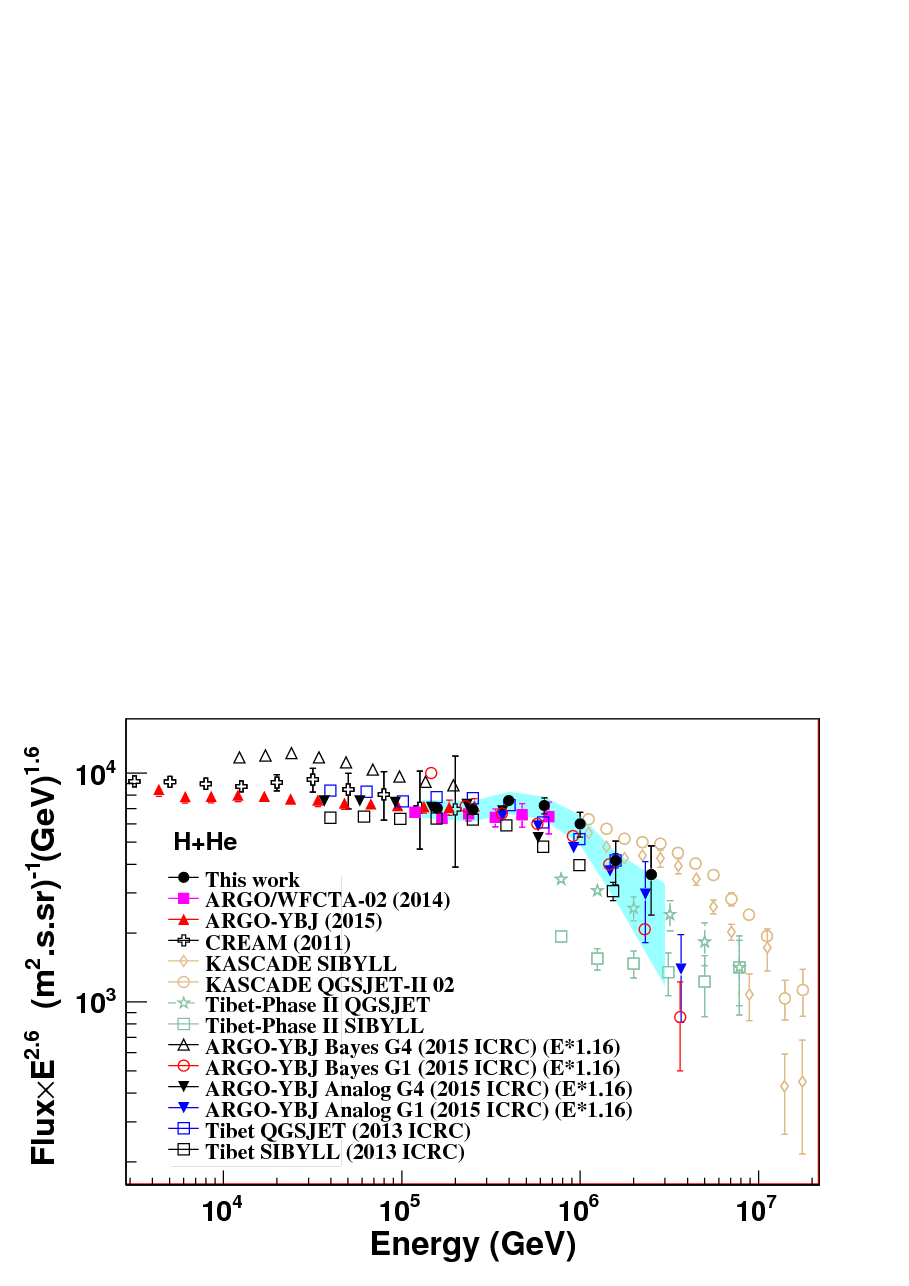 Flux×E^2.6 (m^2.s.sr)^-1(GeV)^1.6
10^4
10^3
H+He
This work
ARGO/WFCTA-02 (2014)
ARGO-YBJ (2015)
CREAM (2011)
KASCADE SIBYLL
KASCADE QGSJET-II 02
Tibet-Phase II QGSJET
Tibet-Phase II SIBYLL
ARGO-YBJ Bayes G4 (2015 ICRC) (E*1.16)
ARGO-YBJ Bayes G1 (2015 ICRC) (E*1.16)
ARGO-YBJ Analog G4 (2015 ICRC) (E*1.16)
ARGO-YBJ Analog G1 (2015 ICRC) (E*1.16)
Tibet QGSJET (2013 ICRC)
Tibet SIBYLL (2013 ICRC)
10^4 10^5 10^6 10^7
Energy (GeV)